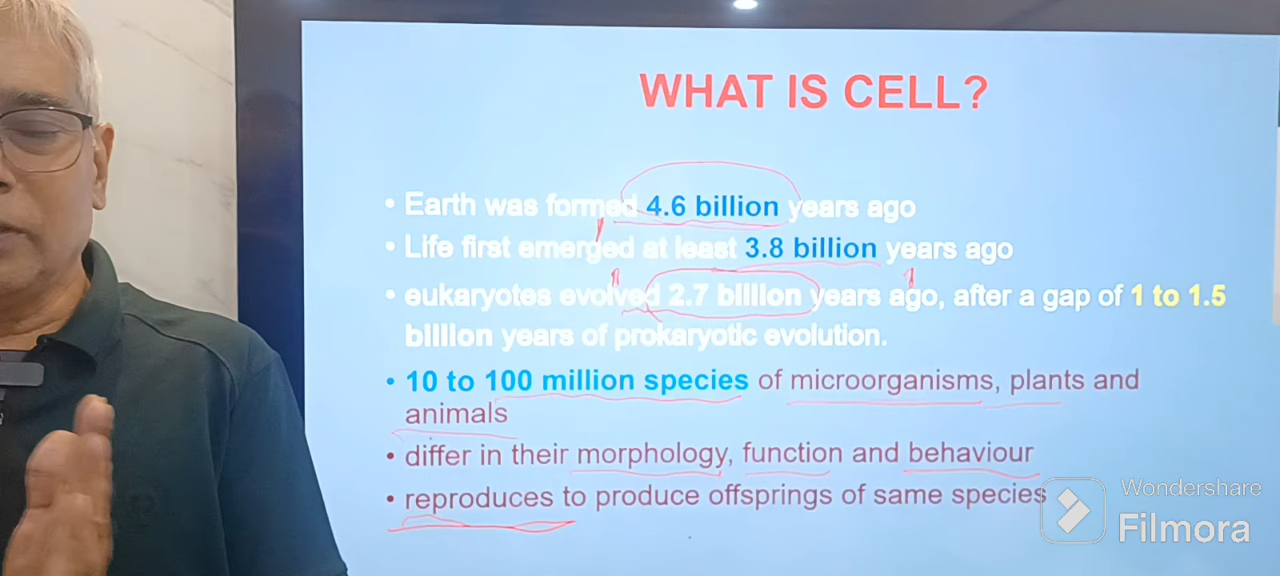 WHAT IS CELL?
• Earth was formed 4.6 billion years ago
• Life first emerged at least 3.8 billion years ago
• eukaryotes evolved 2.7 billion years ago, after a gap of 1 to 1.5
billion years of prokaryotic evolution.
• 10 to 100 million species of microorganisms, plants and
animals
• differ in their morphology, function and behaviour
• reproduces to produce offsprings of same species
Wondershare
Filmora